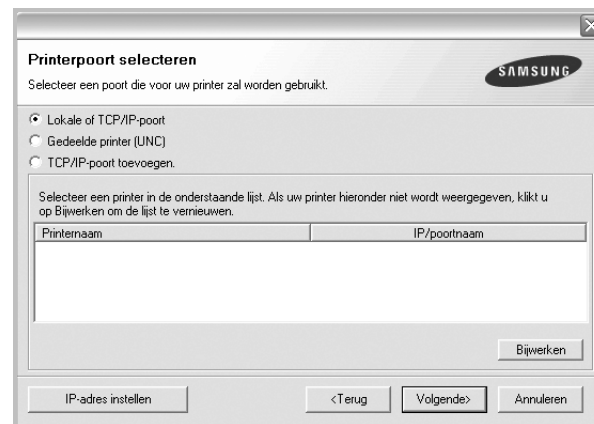 Printerpoort selecteren
Selecteer een poort die voor uw printer zal worden gebruikt.
SAMSUNG
Lokale of TCP/IP-poort
Gedeelde printer (UNC)
TCP/IP-poort toevoegen.
Selecteer een printer in de onderstaande lijst. Als uw printer hieronder niet wordt weergegeven, klikt u
op Bijwerken om de lijst te vernieuwen.
Printernaam IP/poortnaam
Bijwerken
IP-adres instellen <Terug Volgende> Annuleren